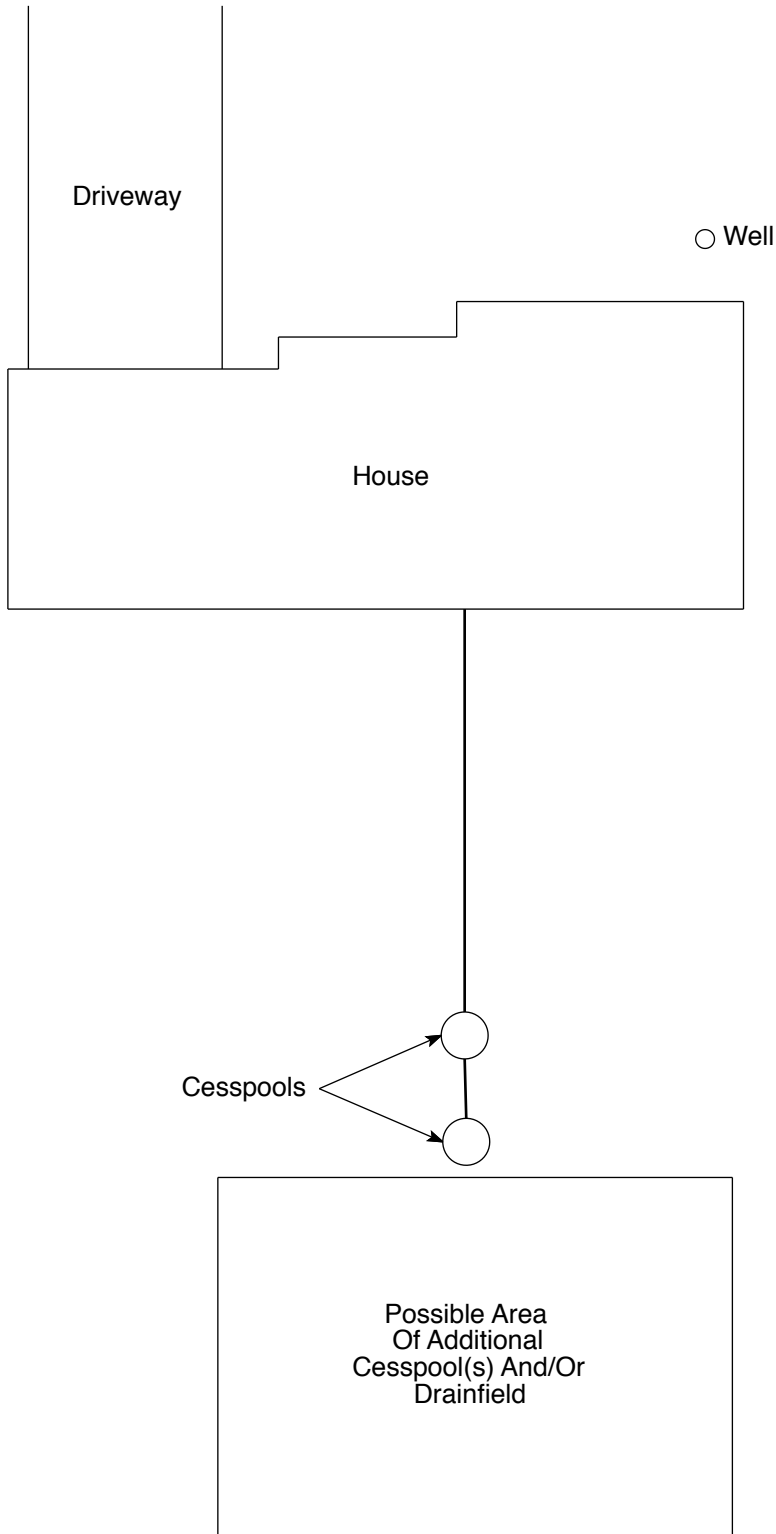 Driveway
Well
House
Cesspools
Possible Area
Of Additional
Cesspool(s) And/Or
Drainfield